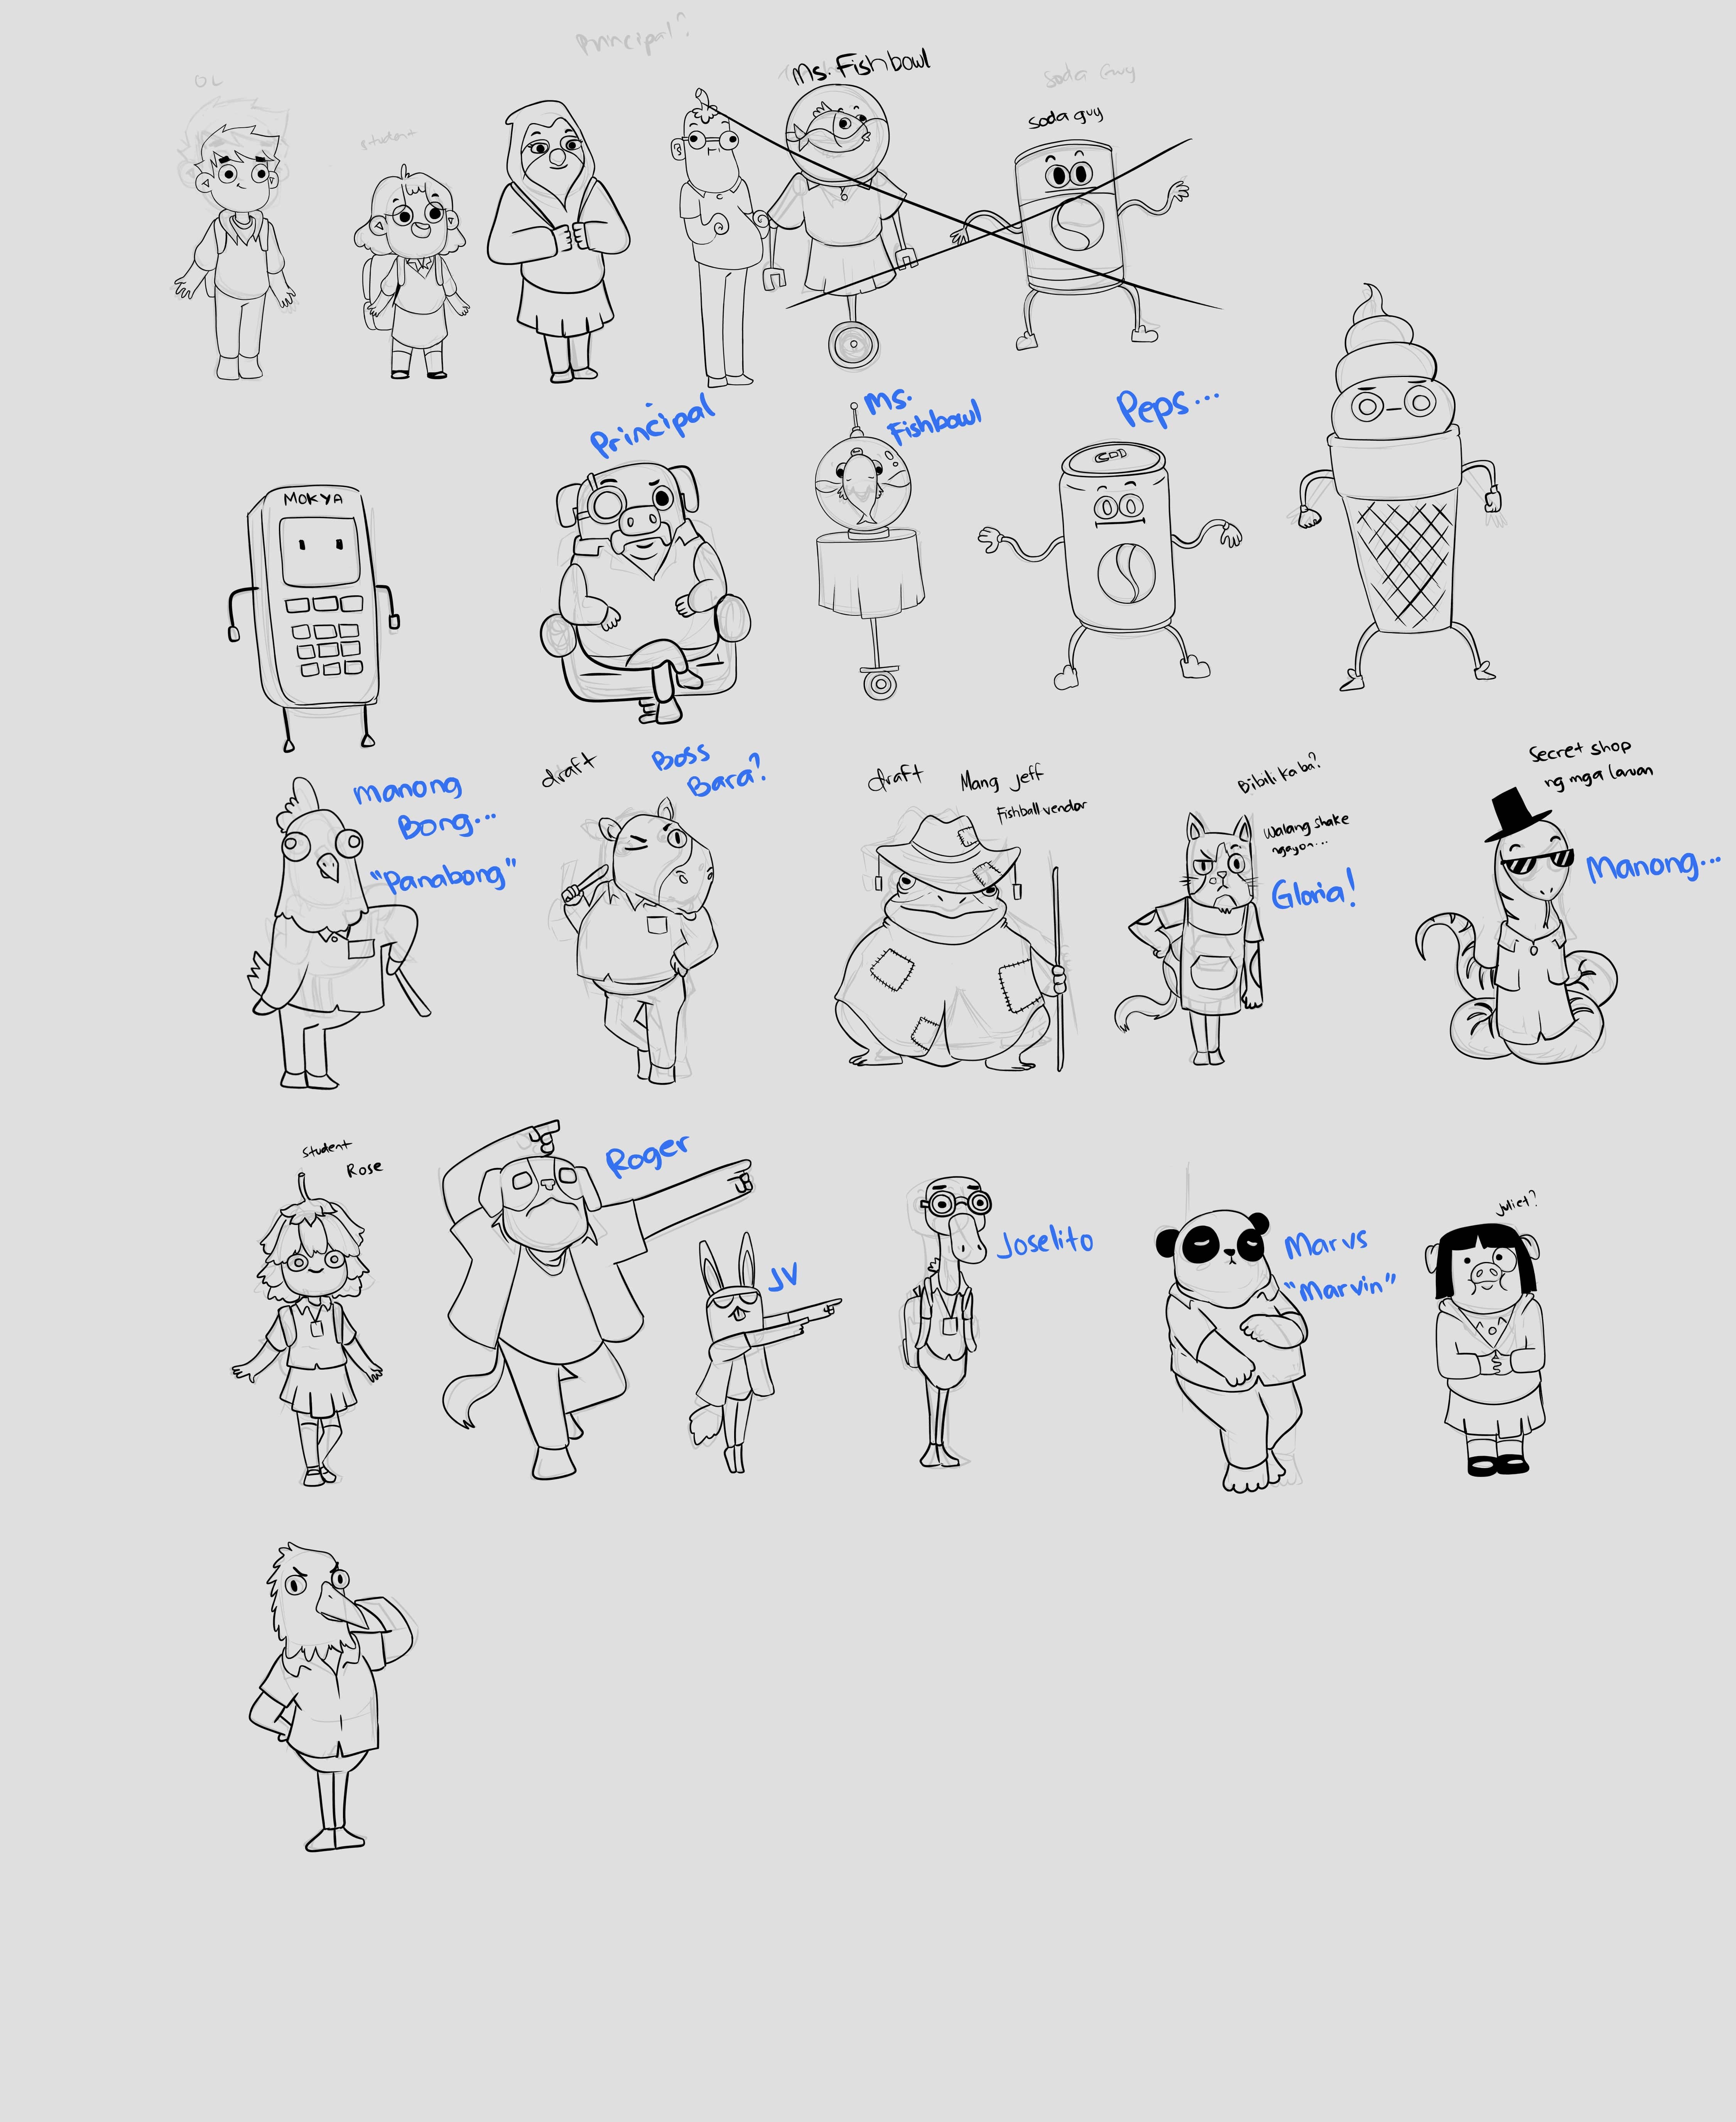 Principal?
Ms. Fishbowl
OL
student
Soda Guy
soda guy
Principal
Ms.
Fishbowl
Peps...
MOKYA
Manong
Bong...
"Panabong"
draft
Boss
Bara?
draft
Mang Jeff
Fishball vendor
Bibili ka ba?
Walang shake
ngayon...
Gloria!
Secret shop
ng mga laruan
Manong...
Student
Rose
Roger
JV
Joselito
Marvs
"Marvin"
Juliet?